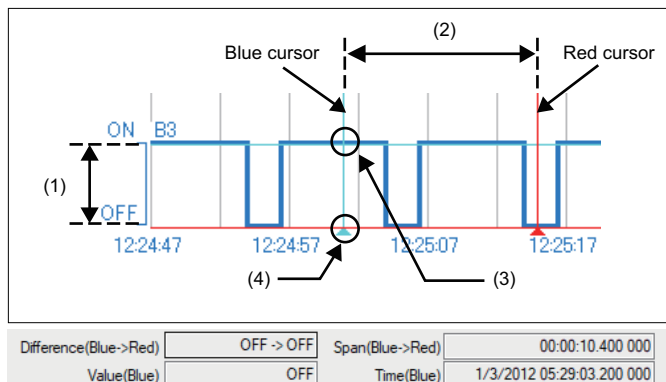 (2)
Blue cursor
Red cursor
ON B3
(1)
OFF
12:24:47 12:24:57 12:25:07 12:25:17
(4) (3)
Difference(Blue->Red) OFF -> OFF Span(Blue->Red) 00:00:10.400 000
Value(Blue) OFF Time(Blue) 1/3/2012 05:29:03.200 000